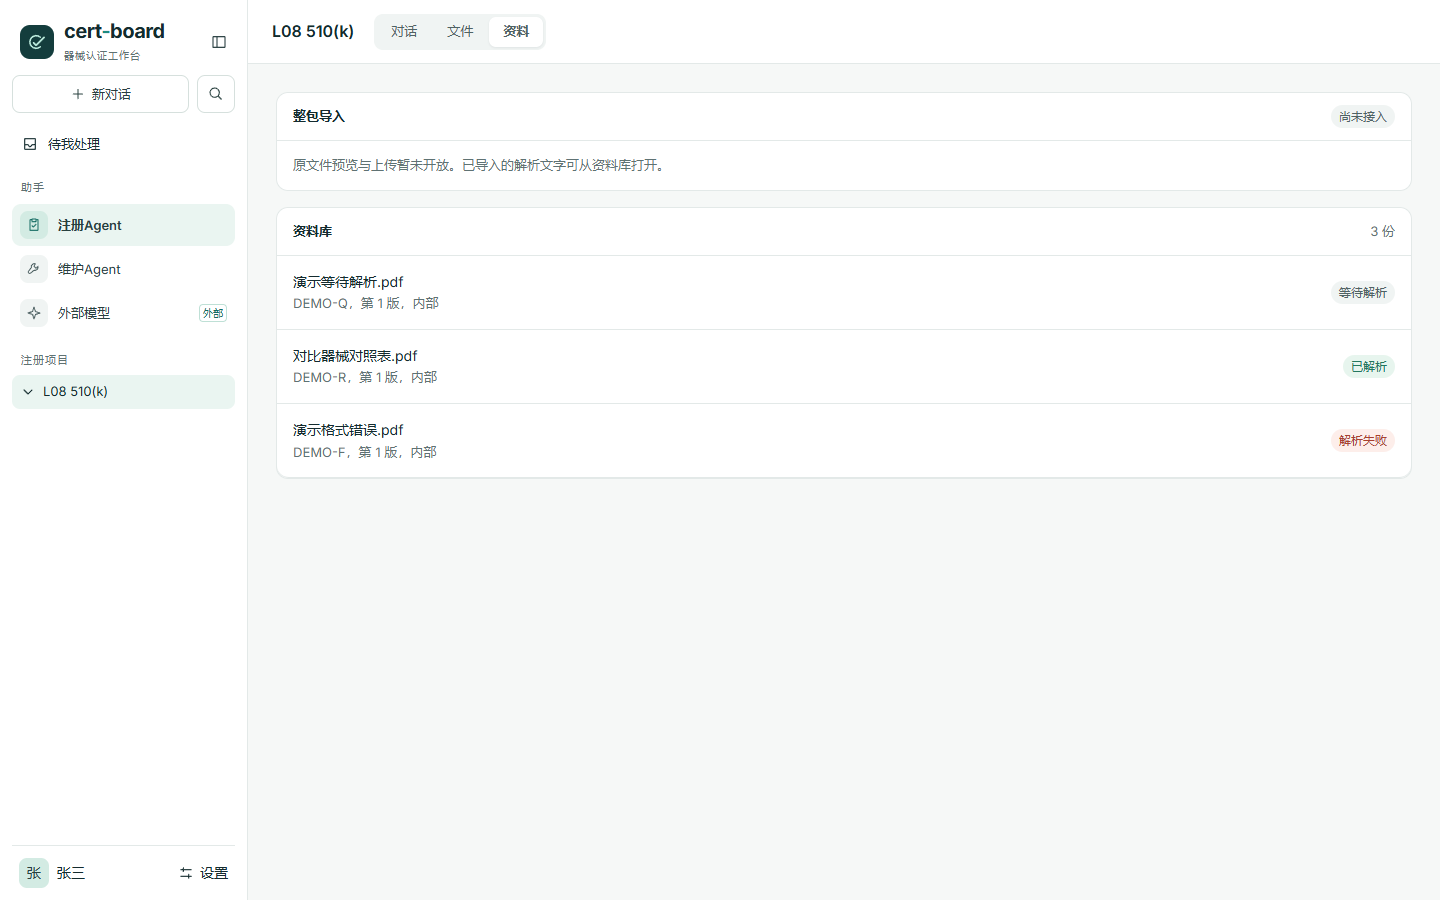 cert-board
器械认证工作台
新对话
待我处理
助手
注册Agent
维护Agent
外部模型
外部
注册项目
L08 510(k)
张
张三
设置
L08 510(k)
对话
文件
资料
整包导入
尚未接入
原文件预览与上传暂未开放。已导入的解析文字可从资料库打开。
资料库
3 份
演示等待解析.pdf
DEMO-Q，第 1 版，内部
等待解析
对比器械对照表.pdf
DEMO-R，第 1 版，内部
已解析
演示格式错误.pdf
DEMO-F，第 1 版，内部
解析失败